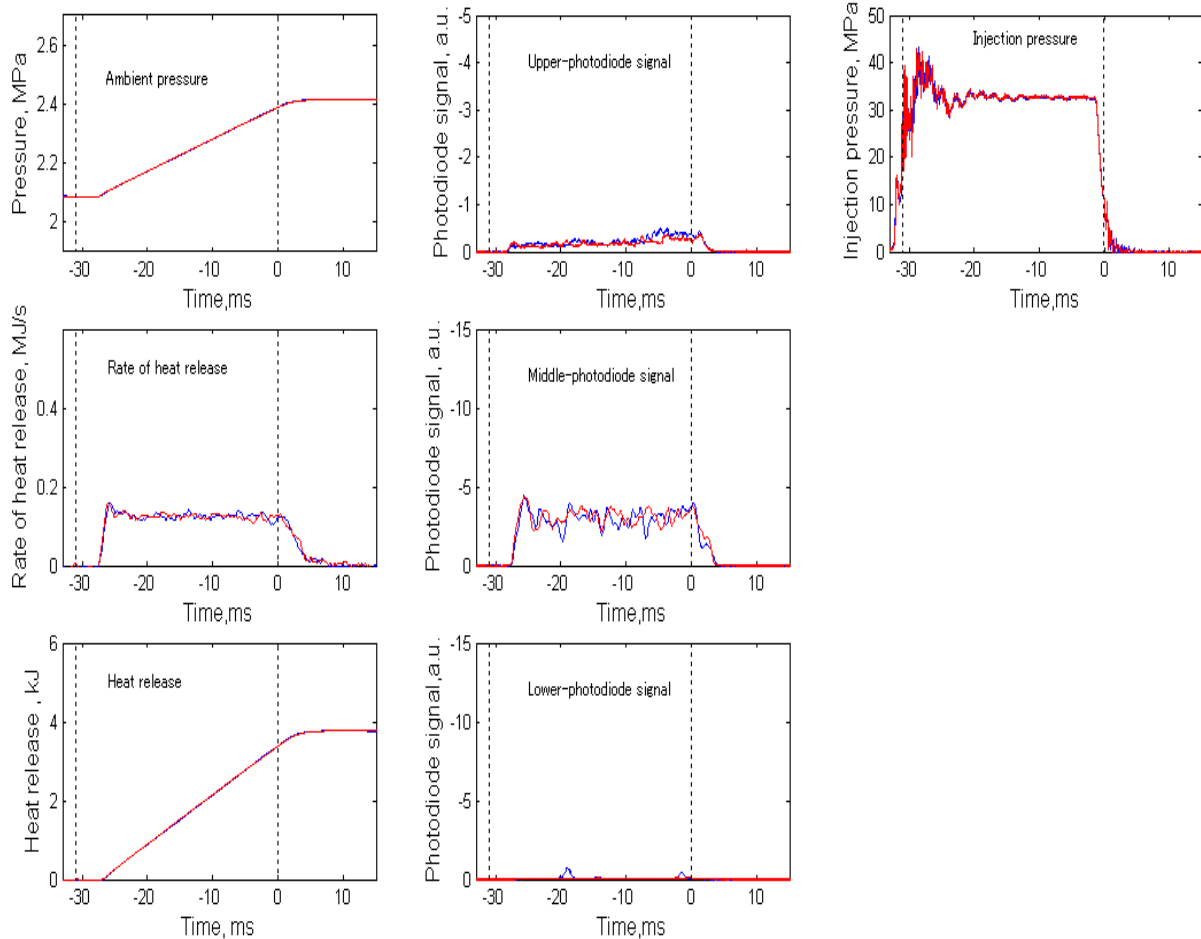 Pressure, MPa
2.6
2.4
2.2
2
Ambient pressure
-30 -20 -10 0 10
Time,ms
Photodiode signal, a.u.
-5
-4
-3
-2
-1
0
Upper-photodiode signal
-30 -20 -10 0 10
Time,ms
Injection pressure, MPa
50
40
30
20
10
0
Injection pressure
-30 -20 -10 0 10
Time,ms
Rate of heat release, MJ/s
0.4
0.2
0
Rate of heat release
-30 -20 -10 0 10
Time,ms
Photodiode signal, a.u.
-15
-10
-5
0
Middle-photodiode signal
-30 -20 -10 0 10
Time,ms
Heat release , kJ
6
4
2
0
Heat release
-30 -20 -10 0 10
Time, ms
Photodiode signal,a.u.
-15
-10
-5
0
Lower-photodiode signal
-30 -20 -10 0 10
Time,ms